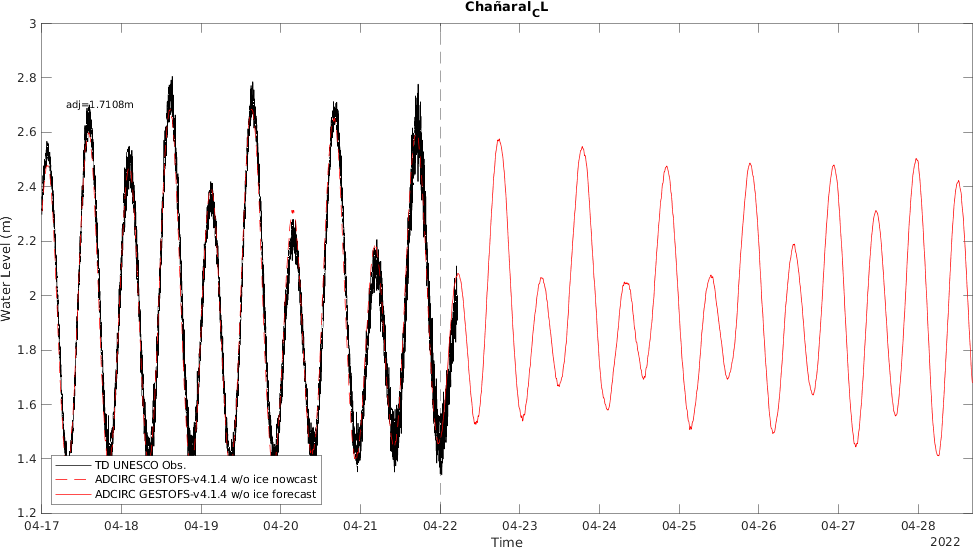 Chañaral_CL
3
2.8
2.6
2.4
2.2
2
1.8
1.6
1.4
1.2
Water Level (m)
adj=1.7108m
TD UNESCO Obs.
ADCIRC GESTOFS-v4.1.4 w/o ice nowcast
ADCIRC GESTOFS-v4.1.4 w/o ice forecast
04-17 04-18 04-19 04-20 04-21 04-22 04-23 04-24 04-25 04-26 04-27 04-28
Time
2022